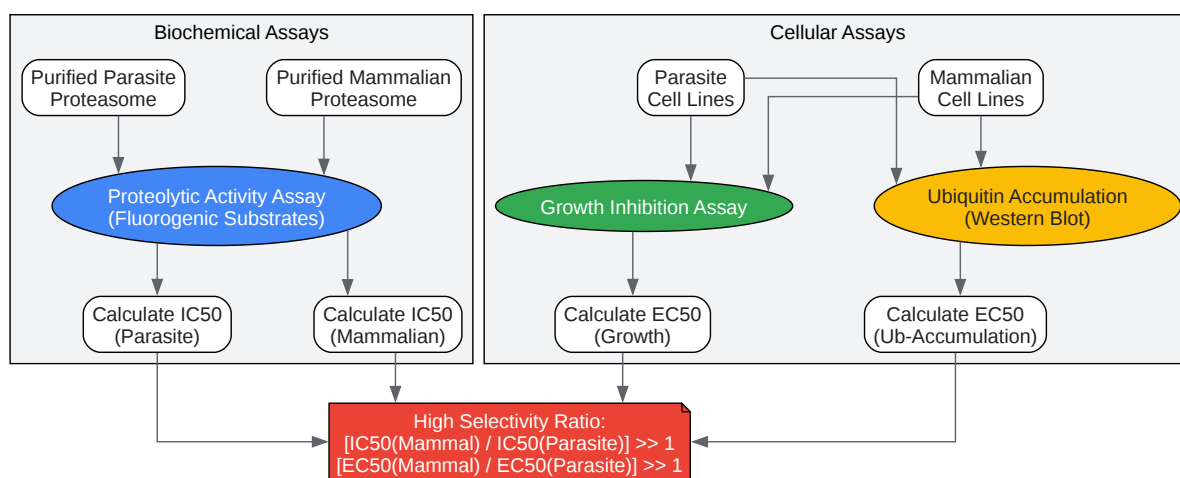 Biochemical Assays
Cellular Assays
Purified Parasite
Proteasome
Purified Mammalian
Proteasome
Parasite
Cell Lines
Mammalian
Cell Lines
Proteolytic Activity Assay
(Fluorogenic Substrates)
Growth Inhibition Assay
Ubiquitin Accumulation
(Western Blot)
Calculate IC50
(Parasite)
Calculate IC50
(Mammalian)
Calculate EC50
(Growth)
Calculate EC50
(Ub-Accumulation)
High Selectivity Ratio:
[IC50(Mammal) / IC50(Parasite)] >> 1
[EC50(Mammal) / EC50(Parasite)] >> 1